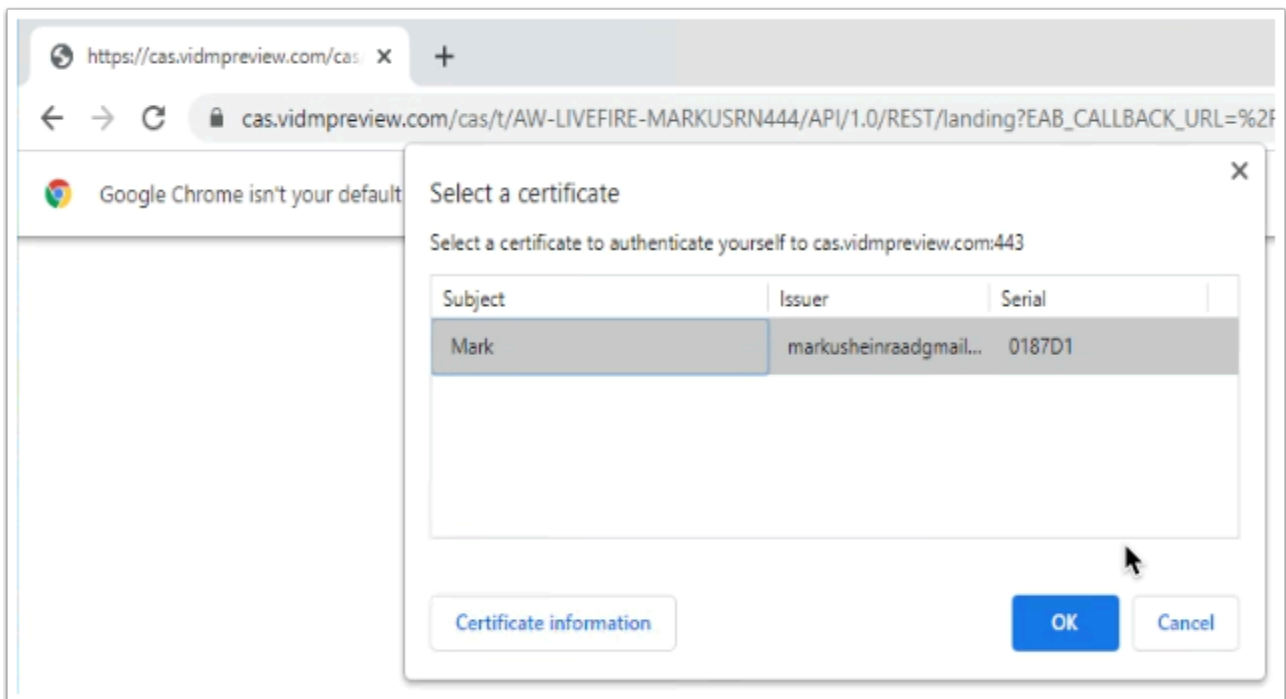 https://cas.vidmpreview.com/cas
cas.vidmpreview.com/cas/t/AW-LIVEFIRE-MARKUSRN444/API/1.0/REST/landing?EAB_CALLBACK_URL=%2F
Google Chrome isn't your default
Select a certificate
Select a certificate to authenticate yourself to cas.vidmpreview.com:443
Subject Issuer Serial
Mark markusheinraadgmail... 0187D1
Certificate information OK Cancel